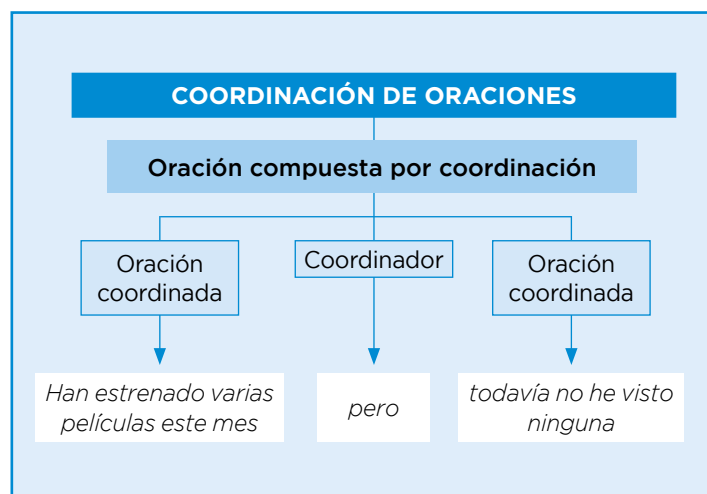 COORDINACIÓN DE ORACIONES
Oración compuesta por coordinación
Oración
coordinada
Coordinador
Oración
coordinada
Han estrenado varias
películas este mes
pero
todavía no he visto
ninguna